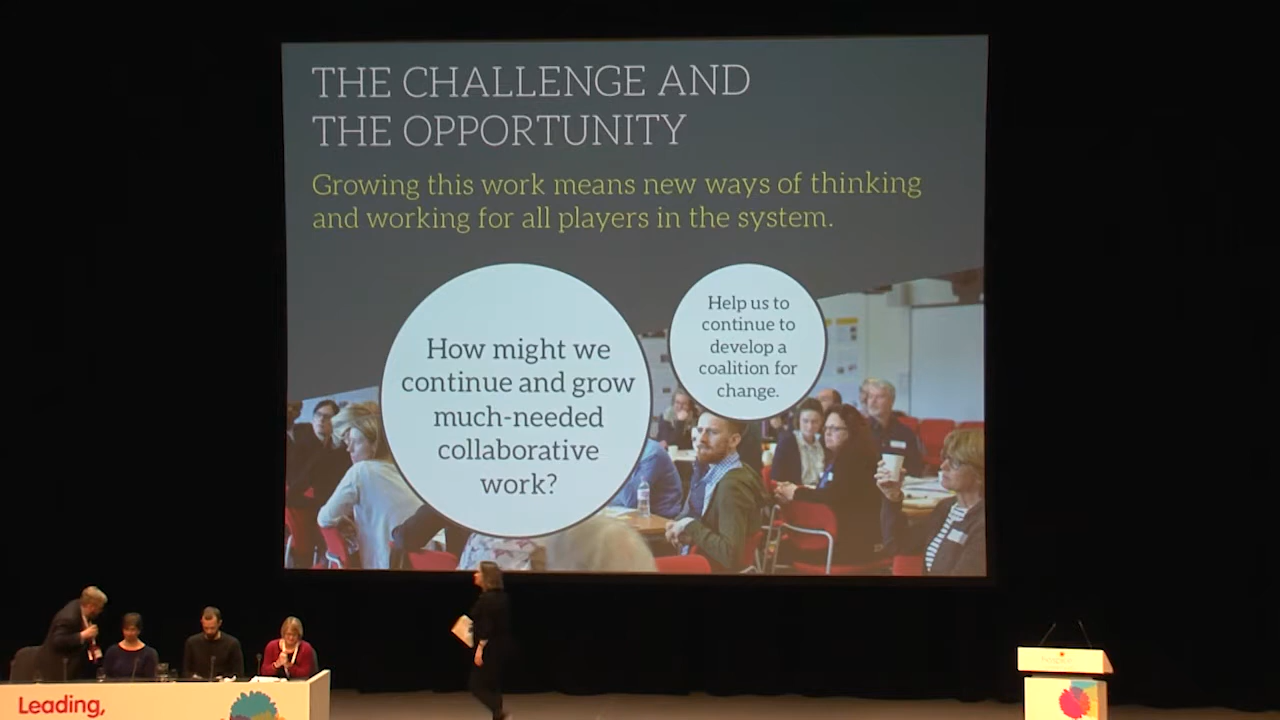 THE CHALLENGE AND
THE OPPORTUNITY
Growing this work means new ways of thinking
and working for all players in the system.
Help us to
continue to
develop a
coalition for
change.
How might we
continue and grow
much-needed
collaborative
work?
Leading,